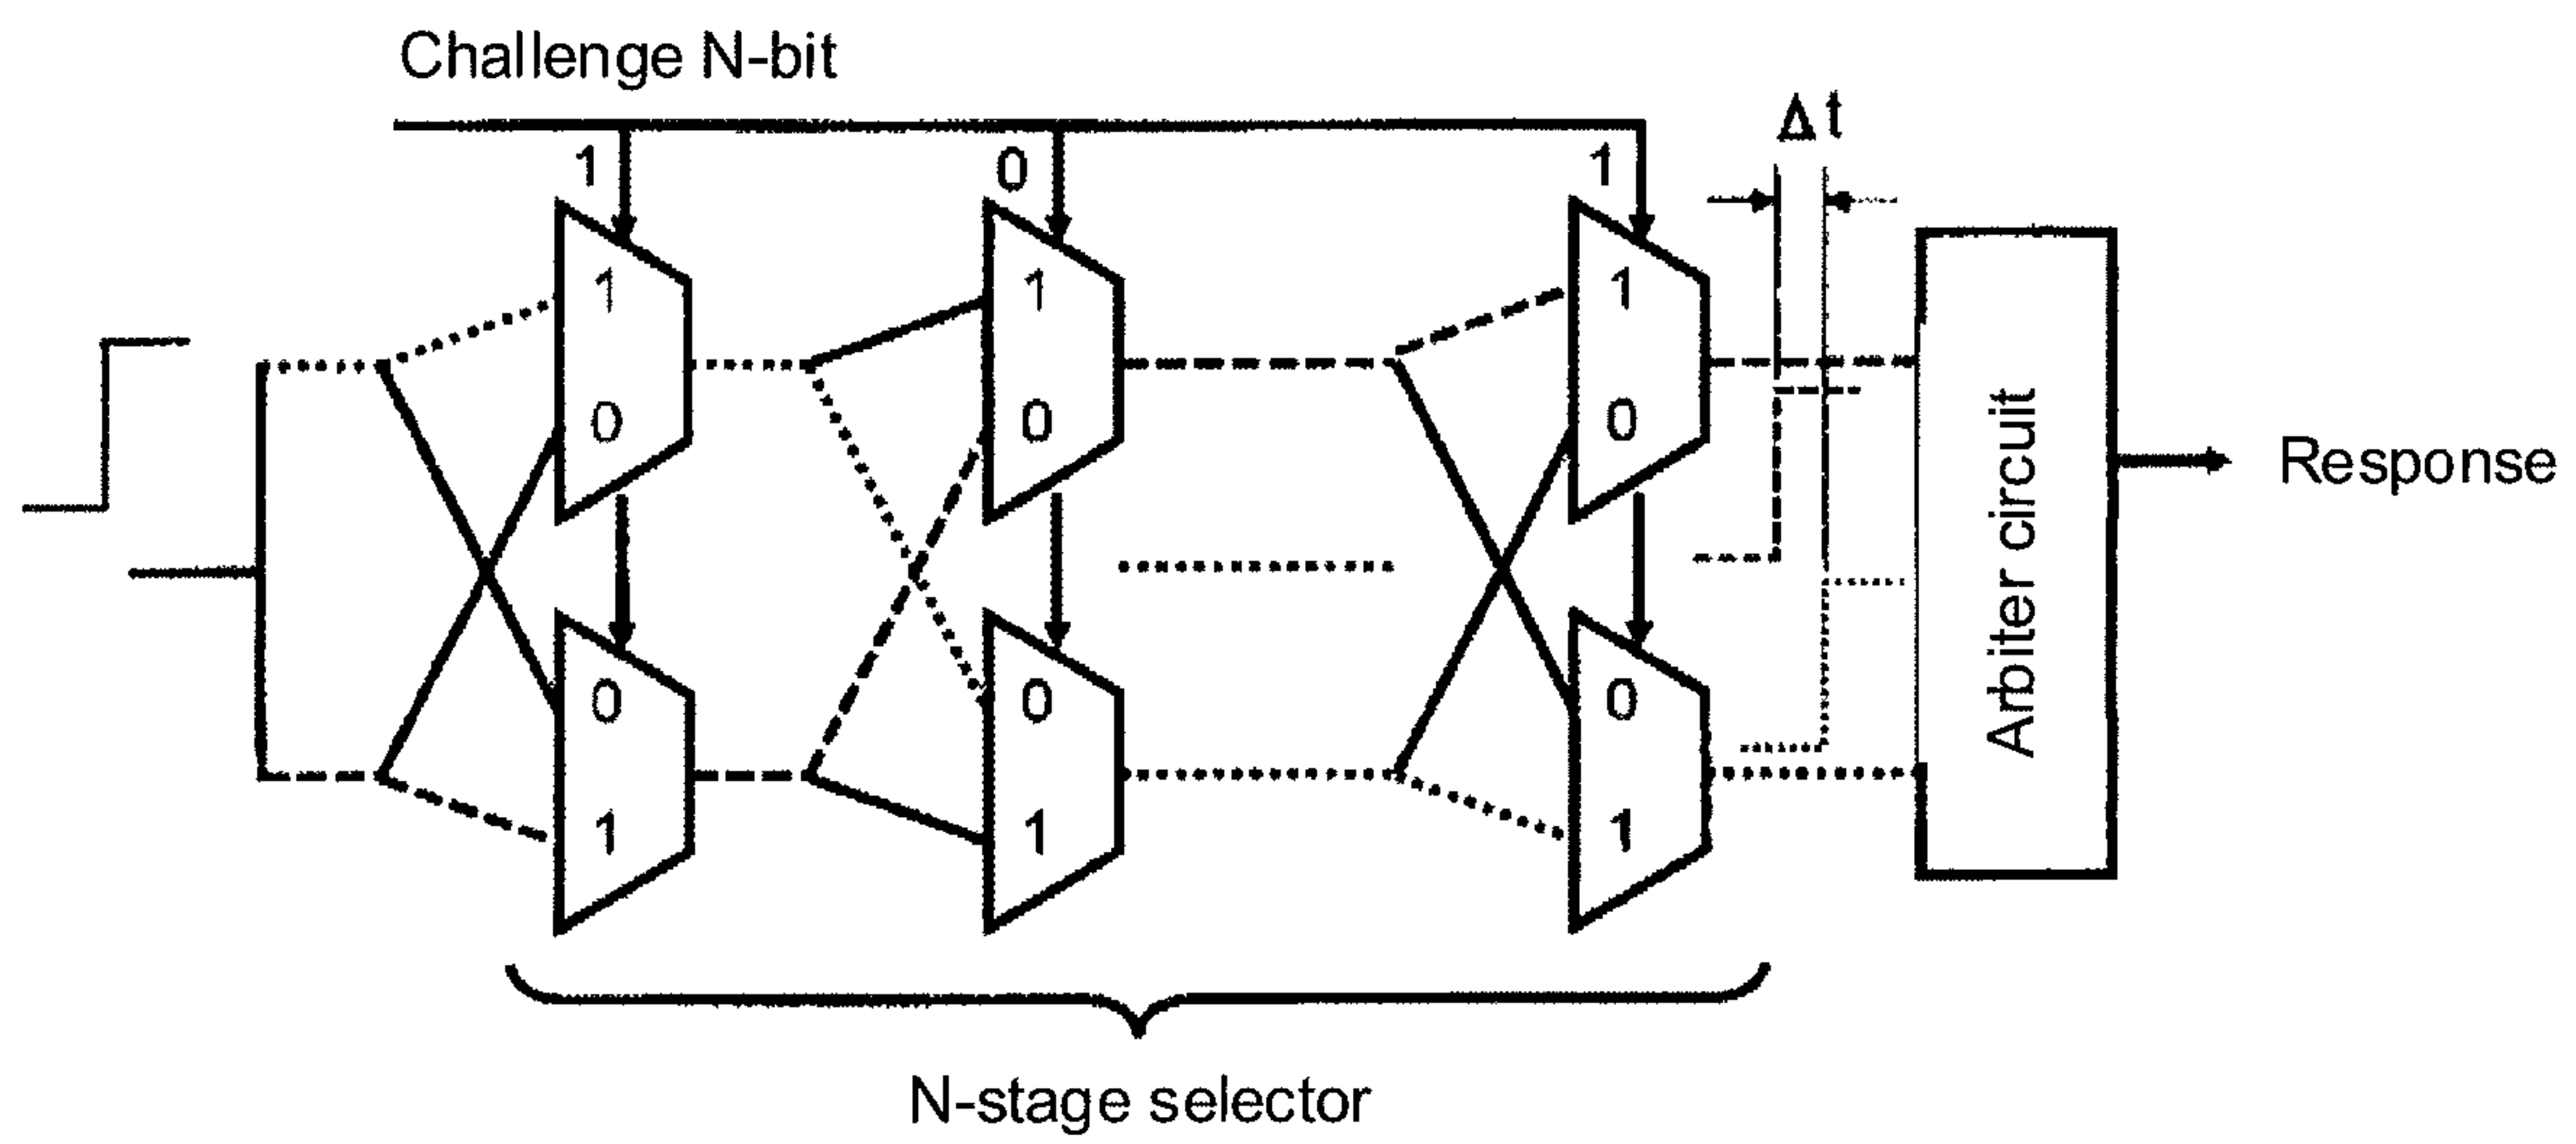 Challenge N-bit
Δt
1 0 1
1 1 1
0 0 0
0 0 0
1 1 1
Arbiter circuit
Response
N-stage selector